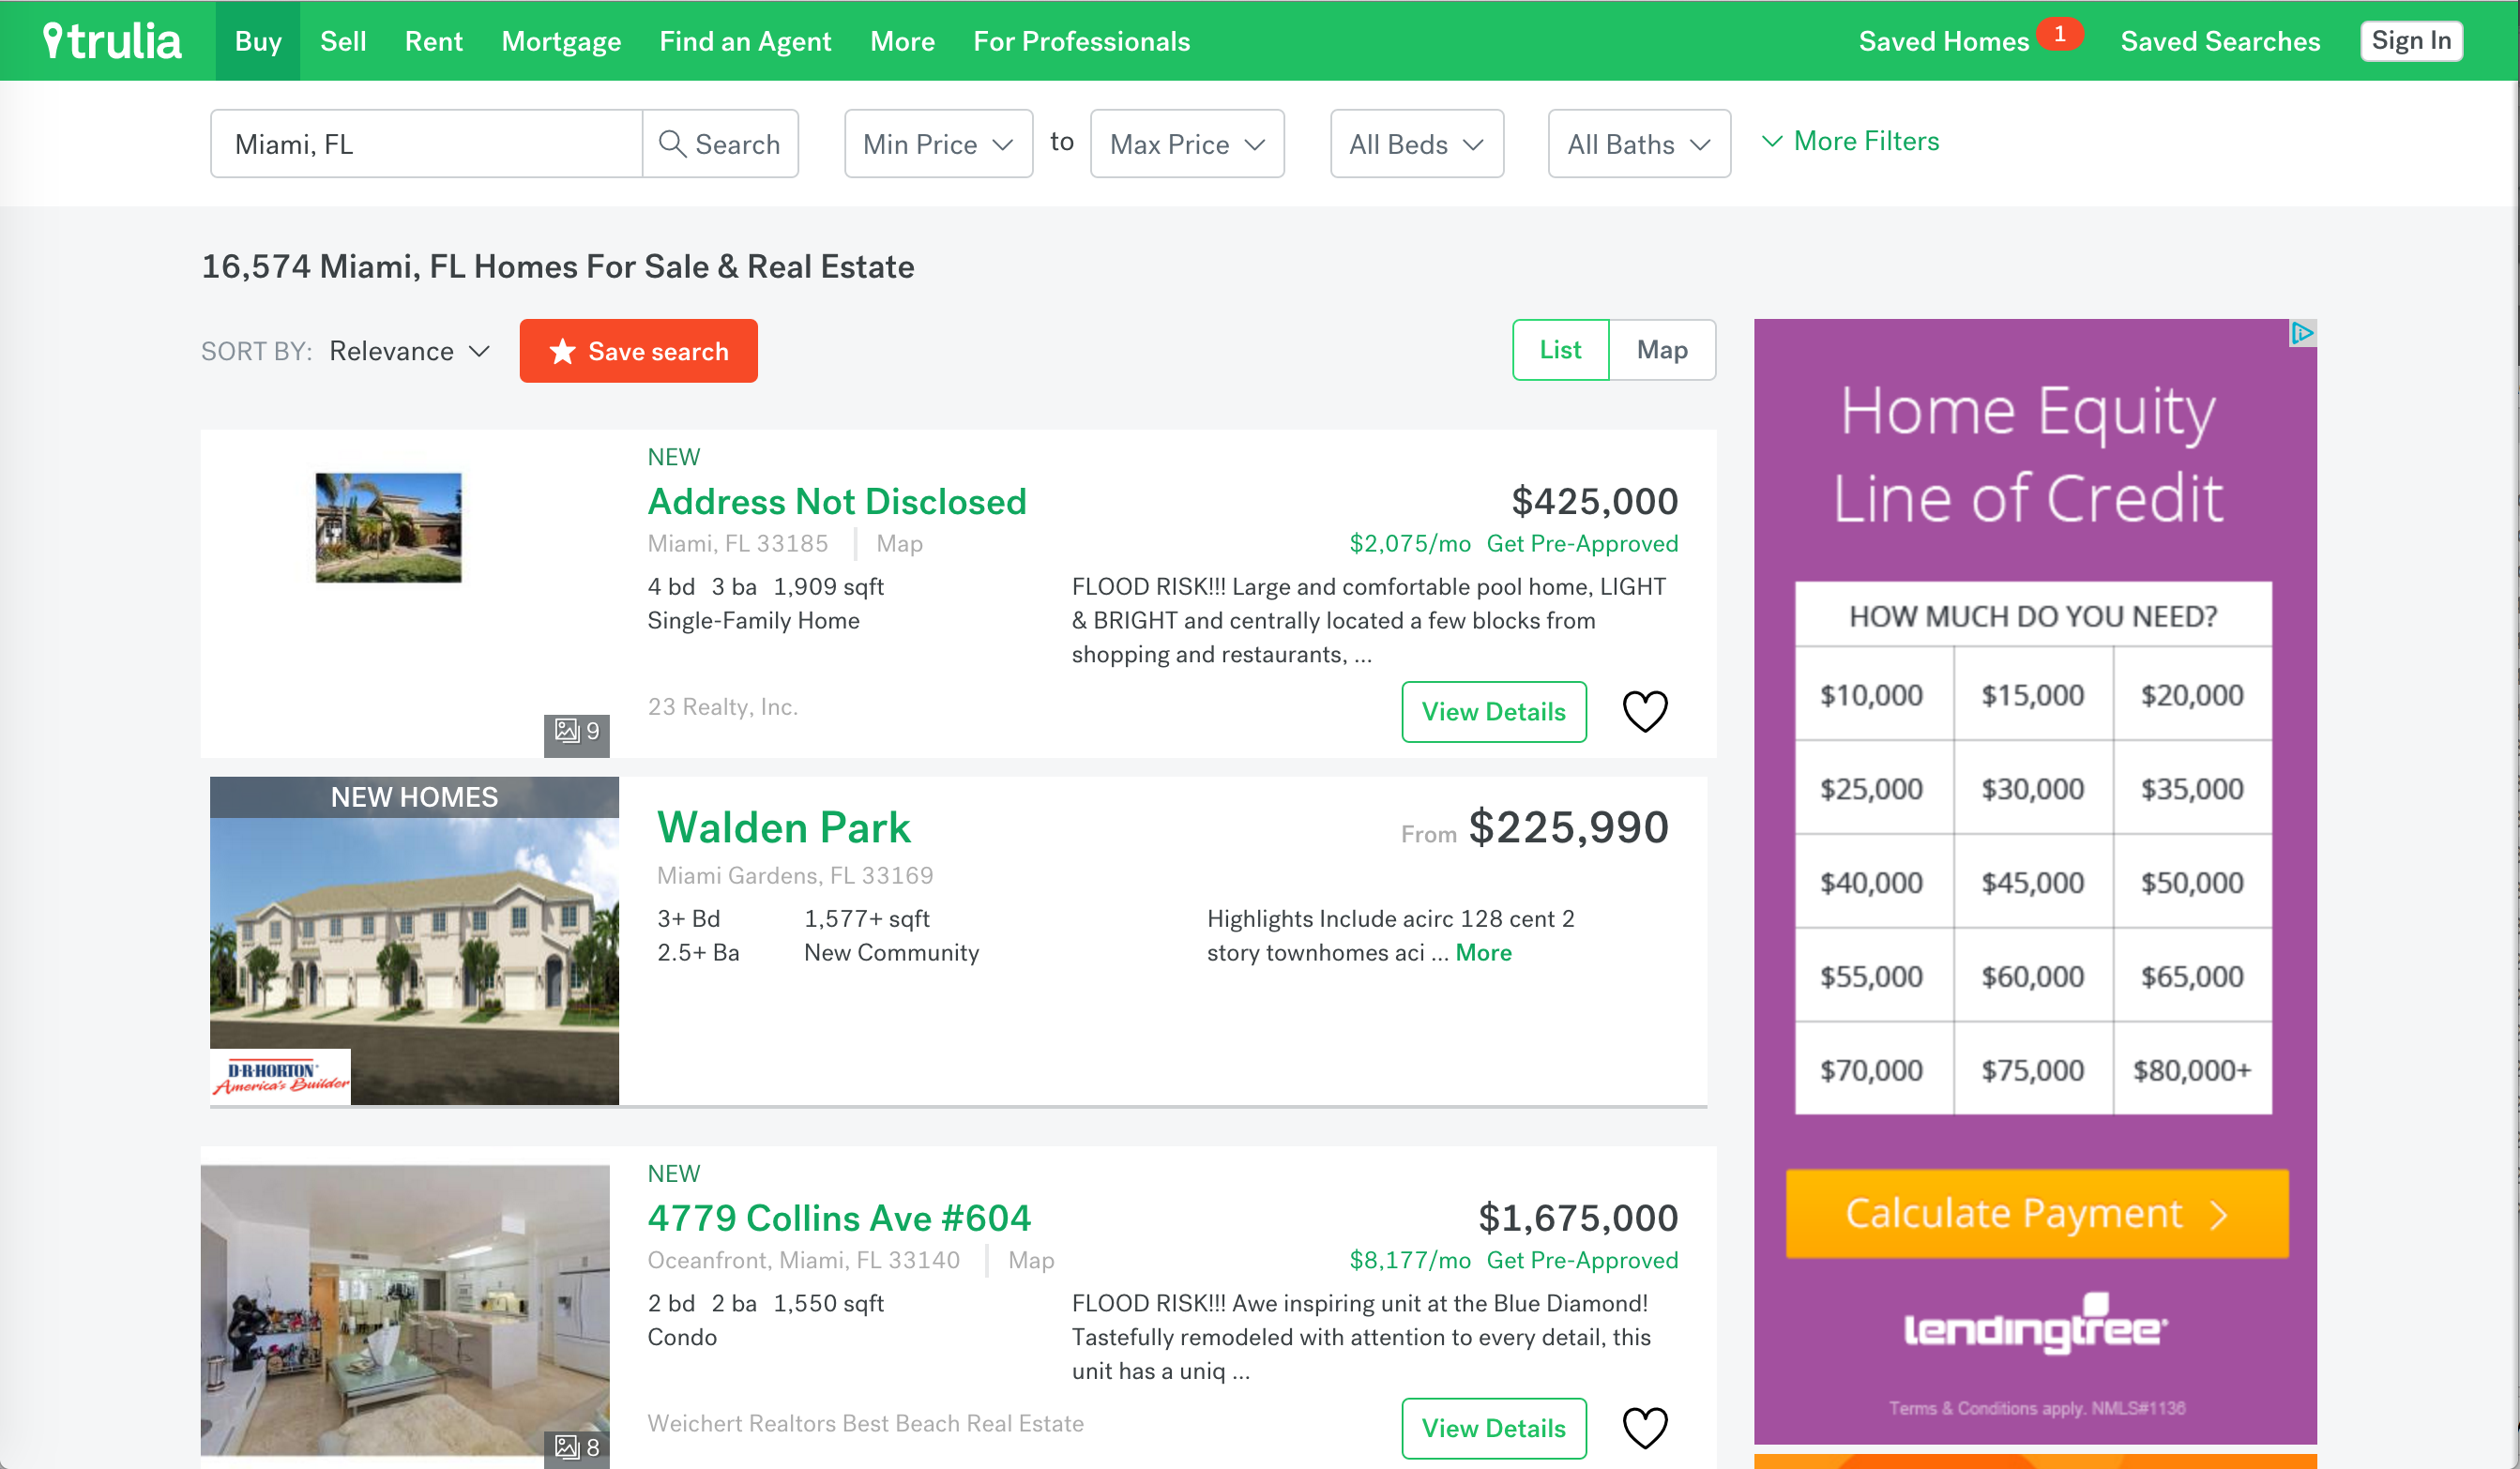 trulia
Buy
Sell
Rent
Mortgage
Find an Agent
More
For Professionals
Saved Homes
1
Saved Searches
Sign In
Miami, FL
Search
Min Price
to
Max Price
All Beds
All Baths
More Filters
16,574 Miami, FL Homes For Sale & Real Estate
SORT BY:
Relevance
Save search
List
Map
NEW
Address Not Disclosed
$425,000
Miami, FL 33185
Map
$2,075/mo Get Pre-Approved
4 bd 3 ba 1,909 sqft
Single-Family Home
FLOOD RISK!!! Large and comfortable pool home, LIGHT
& BRIGHT and centrally located a few blocks from
shopping and restaurants, ...
23 Realty, Inc.
View Details
9
NEW HOMES
D·R·HORTON
America's Builder
Walden Park
From $225,990
Miami Gardens, FL 33169
3+ Bd
1,577+ sqft
2.5+ Ba
New Community
Highlights Include acirc 128 cent 2
story townhomes aci ... More
NEW
4779 Collins Ave #604
$1,675,000
Oceanfront, Miami, FL 33140
Map
$8,177/mo Get Pre-Approved
2 bd 2 ba 1,550 sqft
Condo
FLOOD RISK!!! Awe inspiring unit at the Blue Diamond!
Tastefully remodeled with attention to every detail, this
unit has a uniq ...
Weichert Realtors Best Beach Real Estate
View Details
8
Home Equity
Line of Credit
HOW MUCH DO YOU NEED?
$10,000 $15,000 $20,000
$25,000 $30,000 $35,000
$40,000 $45,000 $50,000
$55,000 $60,000 $65,000
$70,000 $75,000 $80,000+
Calculate Payment
lendingtree
Terms & Conditions apply. NMLS#1136